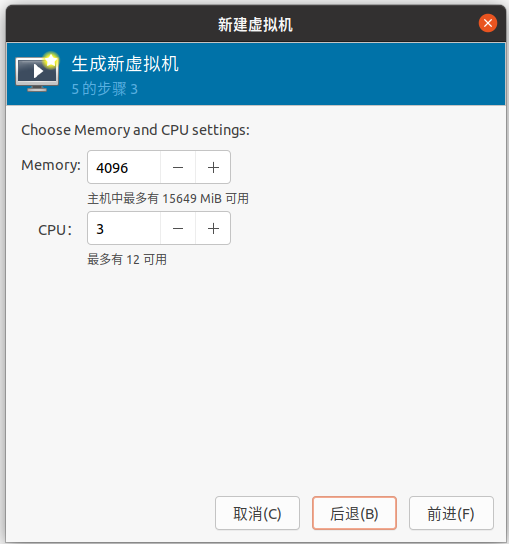 新建虚拟机
生成新虚拟机
5 的步骤 3
Choose Memory and CPU settings:
Memory: 4096 − +
主机中最多有 15649 MiB 可用
CPU： 3 − +
最多有 12 可用
取消(C) 后退(B) 前进(F)